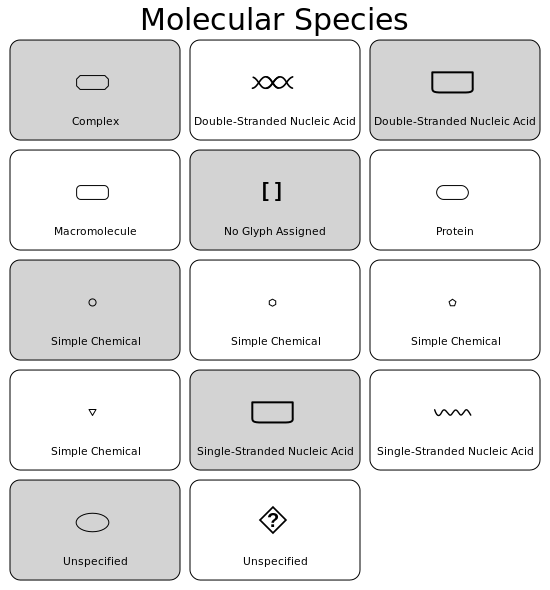 Molecular Species
Complex
Double-Stranded Nucleic Acid
Double-Stranded Nucleic Acid
Macromolecule
[ ]
No Glyph Assigned
Protein
Simple Chemical
Simple Chemical
Simple Chemical
Simple Chemical
Single-Stranded Nucleic Acid
Single-Stranded Nucleic Acid
Unspecified
?
Unspecified